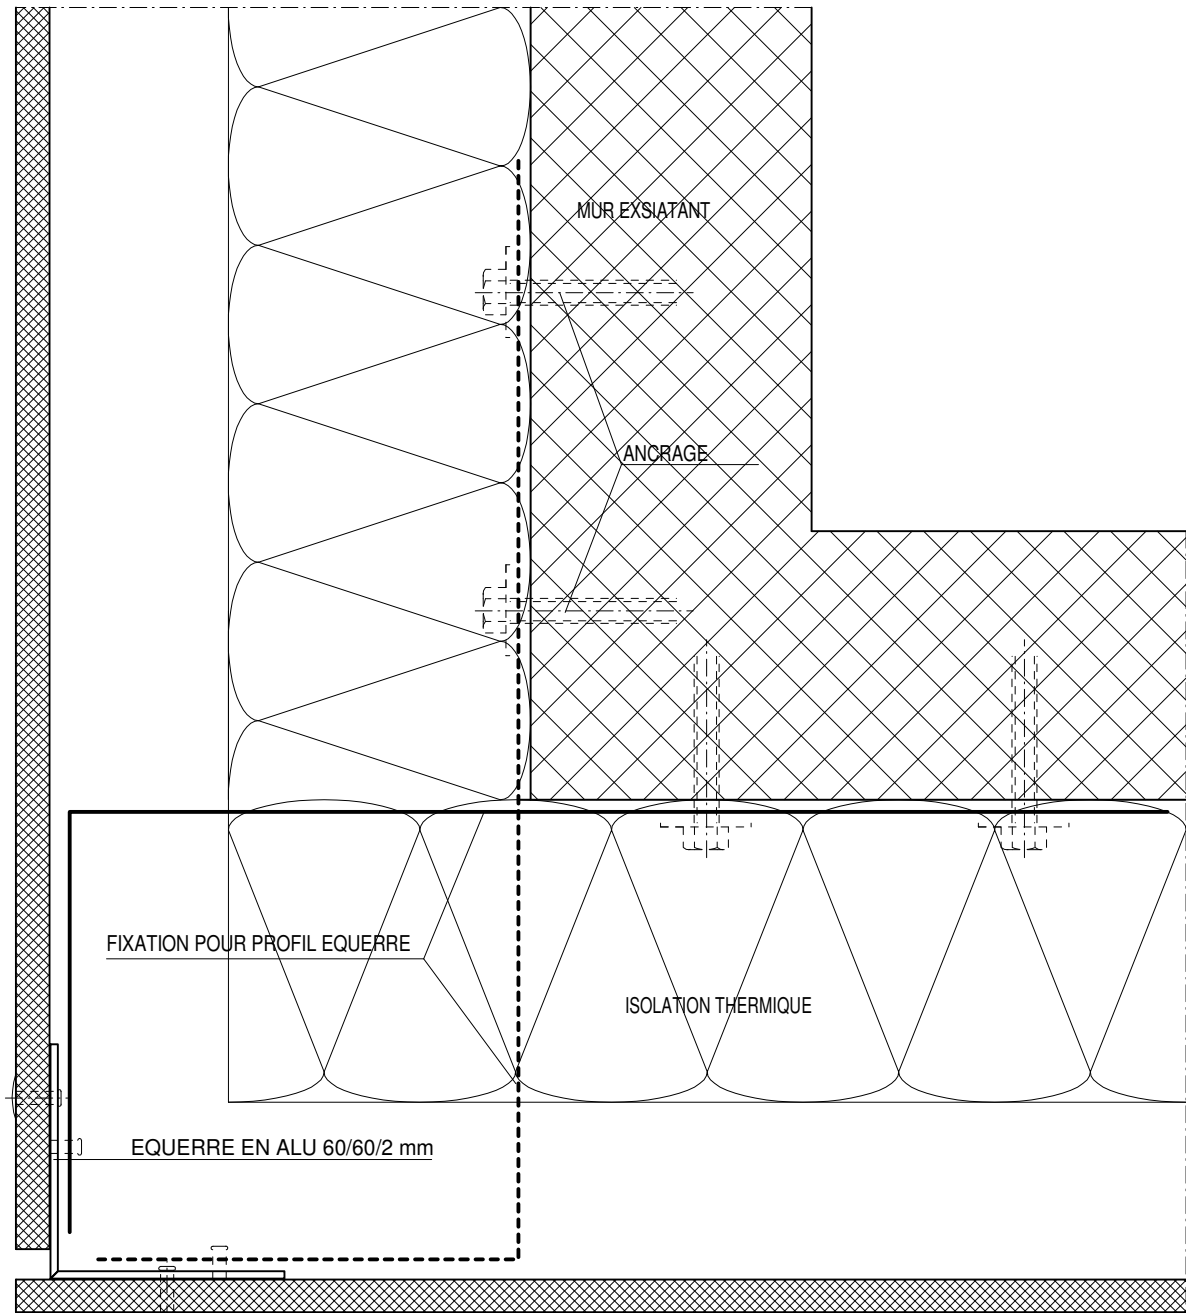 MUR EXSIATANT
ANCRAGE
FIXATION POUR PROFIL EQUERRE
ISOLATION THERMIQUE
EQUERRE EN ALU 60/60/2 mm